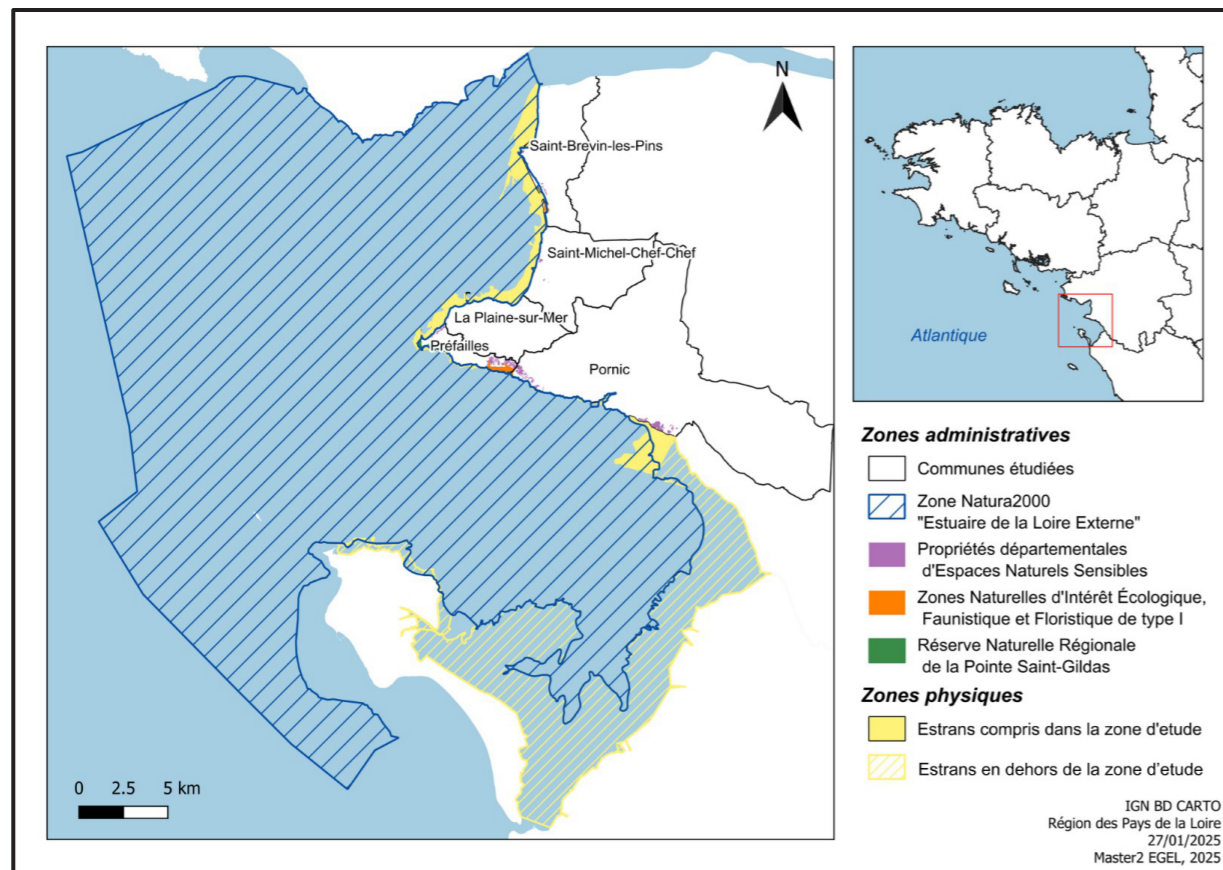 N
Saint-Brevin-les-Pins
Saint-Michel-Chef-Chef
La Plaine-sur-Mer
Préfailles
Pornic
0 2.5 5 km
Atlantique
Zones administratives
Communes étudiées
Zone Natura2000
"Estuaire de la Loire Externe"
Propriétés départementales
d'Espaces Naturels Sensibles
Zones Naturelles d'Intérêt Écologique,
Faunistique et Floristique de type I
Réserve Naturelle Régionale
de la Pointe Saint-Gildas
Zones physiques
Estrans compris dans la zone d'etude
Estrans en dehors de la zone d'etude
IGN BD CARTO
Région des Pays de la Loire
27/01/2025
Master2 EGEL, 2025